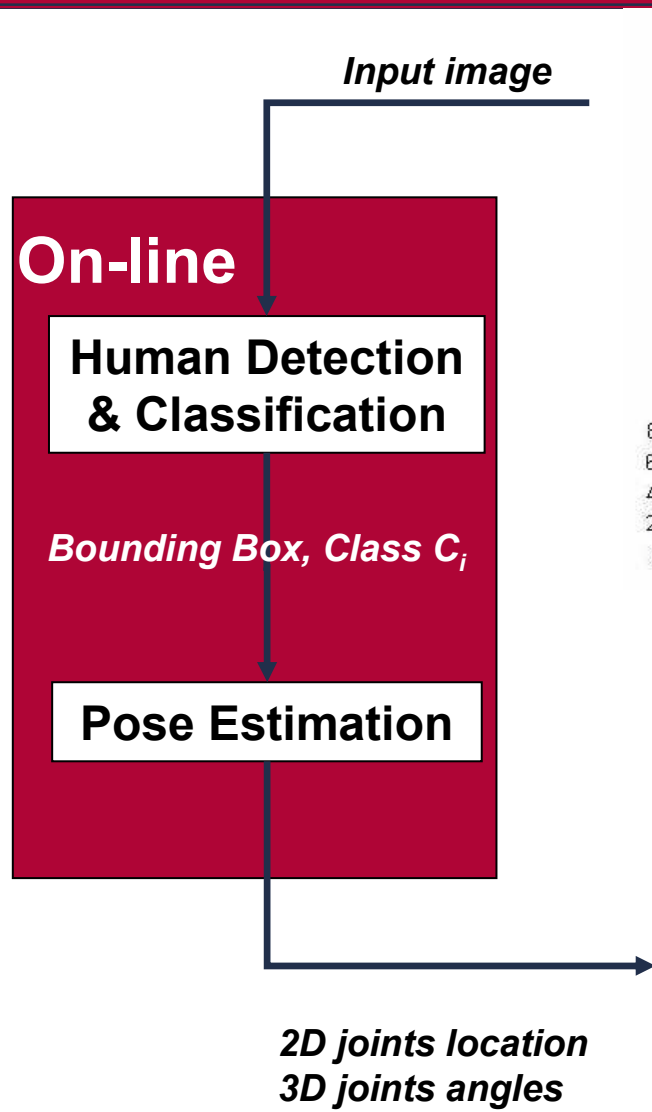 Input image
On-line
Human Detection
& Classification
Bounding Box, Class Ci
Pose Estimation
2D joints location
3D joints angles